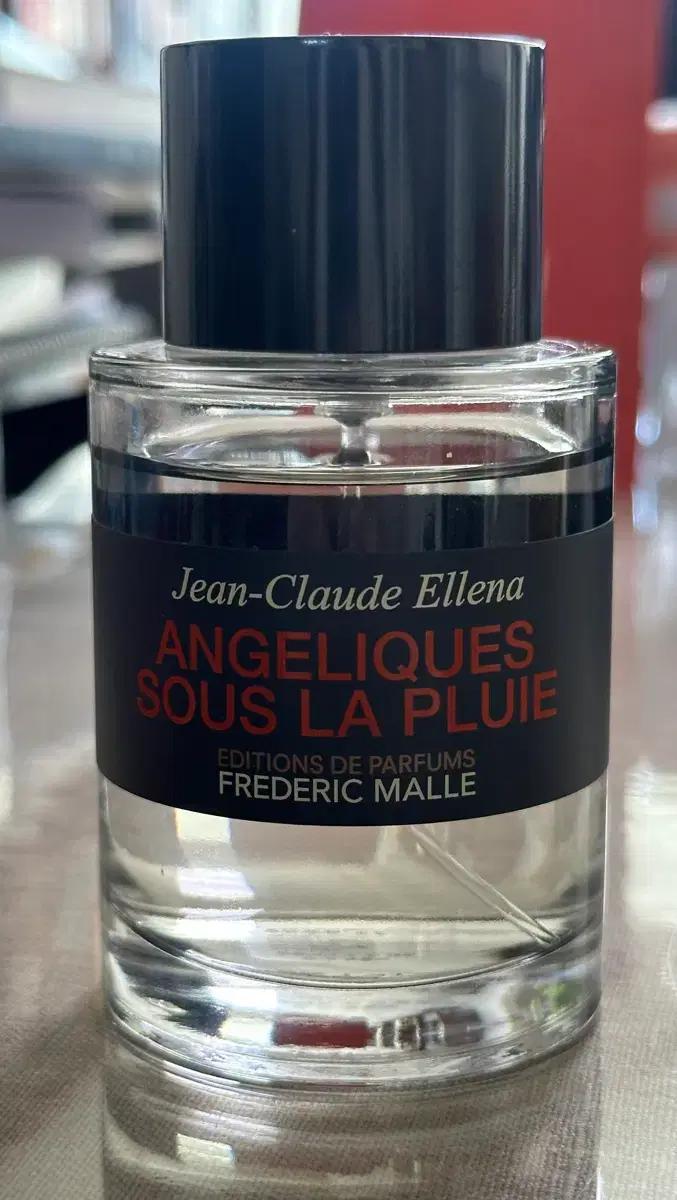 Jean-Claude Ellena
ANGELIQUES
SOUS LA PLUIE
EDITIONS DE PARFUMS
FREDERIC MALLE